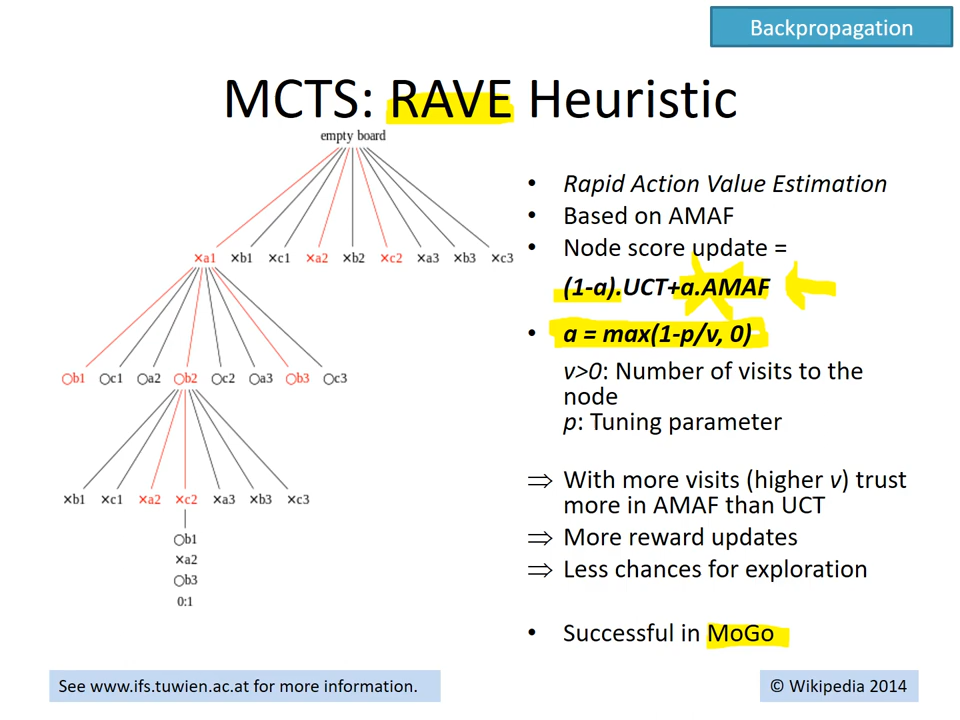 Backpropagation
MCTS: RAVE Heuristic
empty board
×a1 ×b1 ×c1 ×a2 ×b2 ×c2 ×a3 ×b3 ×c3
○b1 ○c1 ○a2 ○b2 ○c2 ○a3 ○b3 ○c3
×b1 ×c1 ×a2 ×c2 ×a3 ×b3 ×c3
○b1
×a2
○b3
0:1
• Rapid Action Value Estimation
• Based on AMAF
• Node score update =
(1-a).UCT+a.AMAF
• a = max(1-p/v, 0)
v>0: Number of visits to the
node
p: Tuning parameter
⇒ With more visits (higher v) trust
more in AMAF than UCT
⇒ More reward updates
⇒ Less chances for exploration
• Successful in MoGo
See www.ifs.tuwien.ac.at for more information.
© Wikipedia 2014